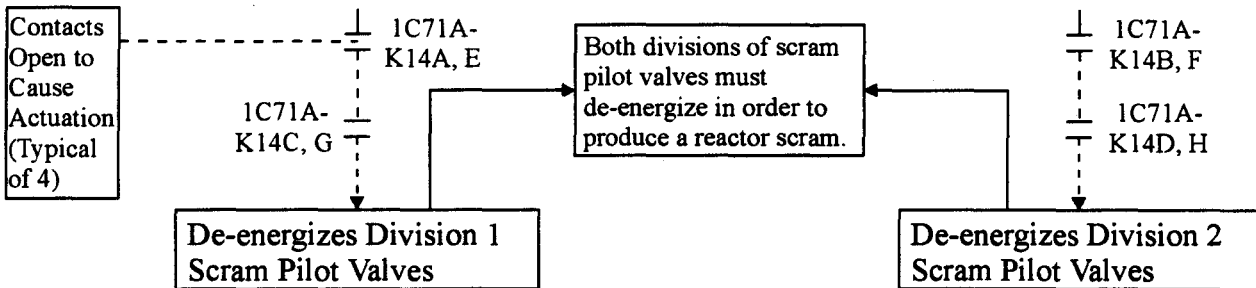 Contacts
Open to
Cause
Actuation
(Typical
of 4)
1C71A-
K14A, E
1C71A-
K14C, G
Both divisions of scram
pilot valves must
de-energize in order to
produce a reactor scram.
1C71A-
K14B, F
1C71A-
K14D, H
De-energizes Division 1
Scram Pilot Valves
De-energizes Division 2
Scram Pilot Valves